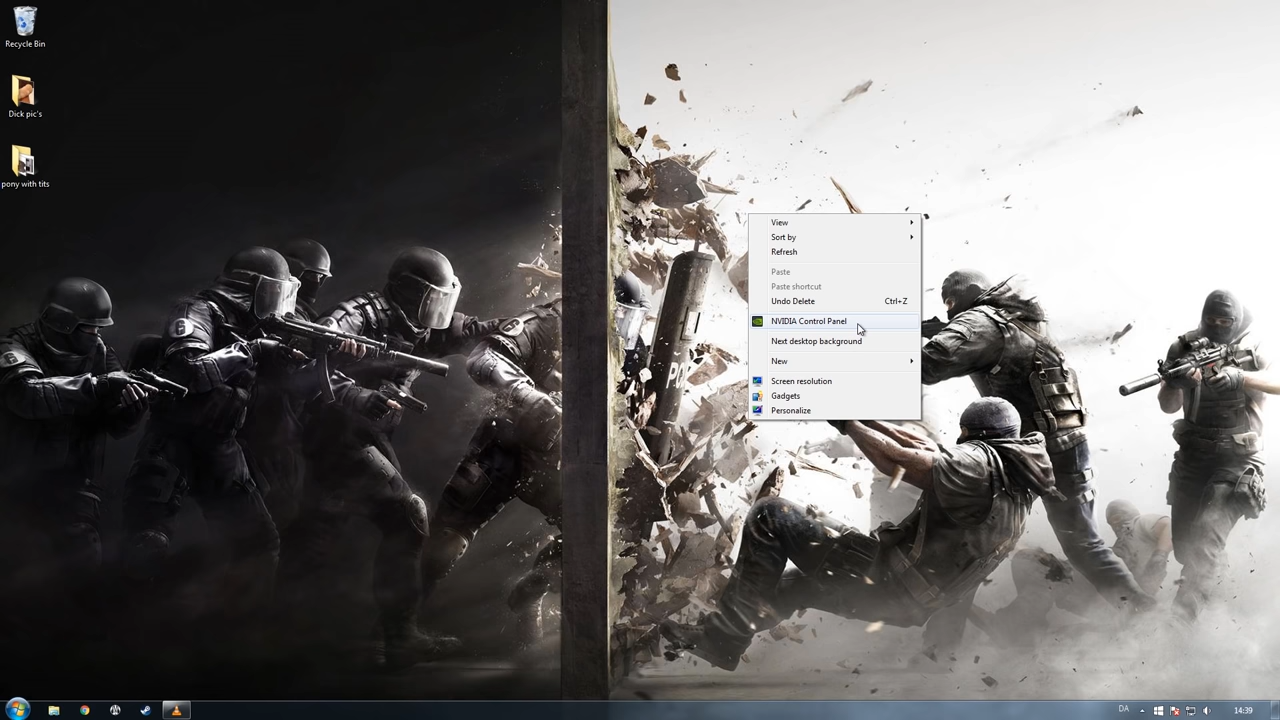 Recycle Bin
Dick pic's
pony with tits
View
Sort by
Refresh
Paste
Paste shortcut
Undo Delete Ctrl+Z
NVIDIA Control Panel
Next desktop background
New
Screen resolution
Gadgets
Personalize
DA 14:39